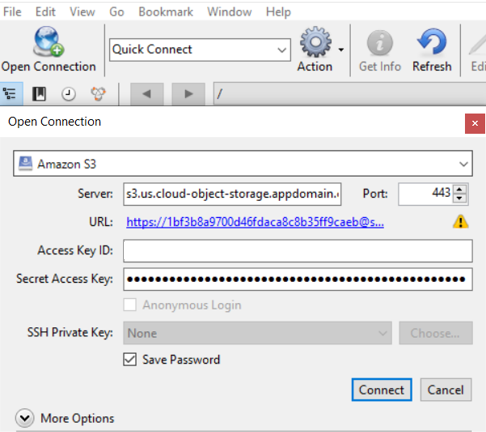 File Edit View Go Bookmark Window Help
Quick Connect
Open Connection Action Get Info Refresh Edi
/
Open Connection
Amazon S3
Server: s3.us.cloud-object-storage.appdomain. Port: 443
URL: https://1bf3b8a9700d46fdaca8c8b35ff9caeb@s...
Access Key ID:
Secret Access Key: ••••••••••••••••••••••••••••••••••••••••••••••••
Anonymous Login
SSH Private Key: None Choose...
Save Password
Connect Cancel
More Options